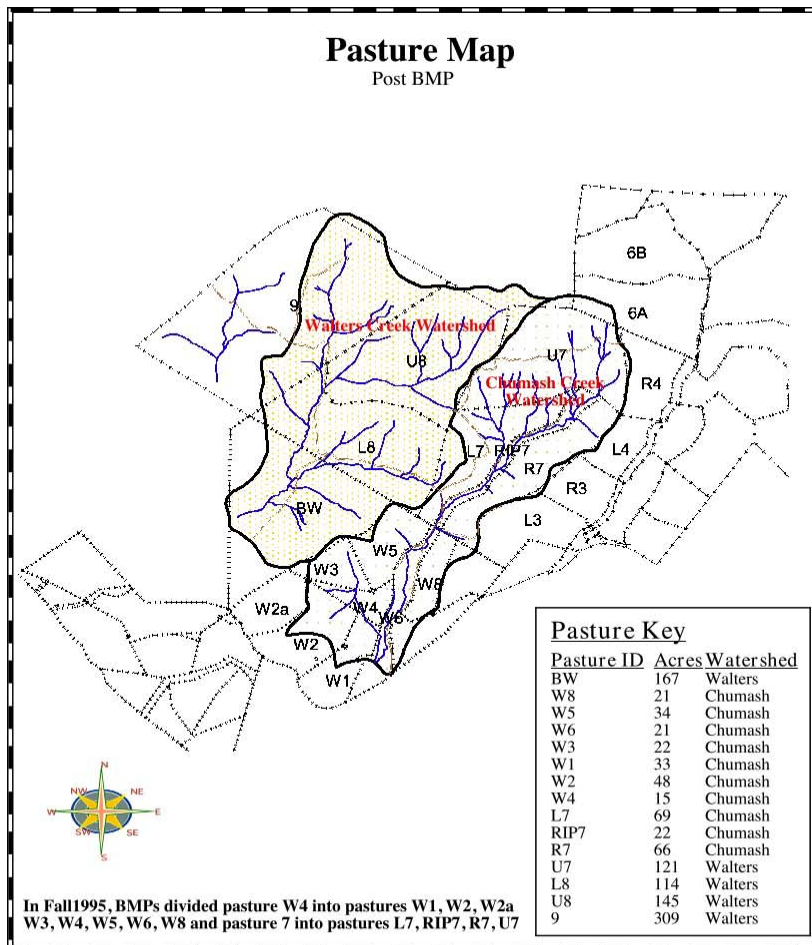 Pasture Map
Post BMP
6B
9
6A
Walters Creek Watershed
U8
U7
Chumash Creek
Watershed
R4
L8
L7 RIP7
L4
R7
R3
BW
L3
W5
W3
W8
W2a
W4
W6
W2
W1
Pasture Key
Pasture ID Acres Watershed
BW 167 Walters
W8 21 Chumash
W5 34 Chumash
W6 21 Chumash
W3 22 Chumash
W1 33 Chumash
W2 48 Chumash
W4 15 Chumash
L7 69 Chumash
RIP7 22 Chumash
R7 66 Chumash
U7 121 Walters
L8 114 Walters
U8 145 Walters
9 309 Walters
N
NW NE
W E
SW SE
S
In Fall1995, BMPs divided pasture W4 into pastures W1, W2, W2a
W3, W4, W5, W6, W8 and pasture 7 into pastures L7, RIP7, R7, U7